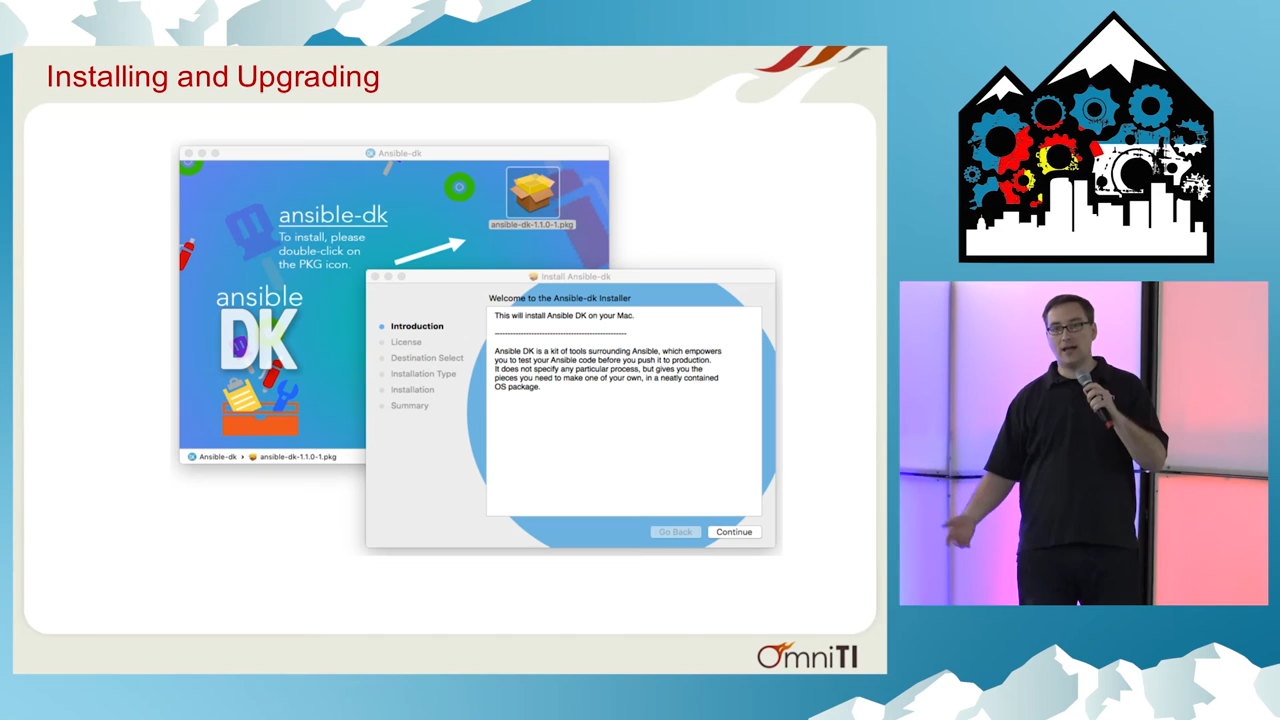 Installing and Upgrading
Ansible-dk
ansible-dk
To install, please
double-click on
the PKG icon.
ansible-dk-1.1.0-1.pkg
ansible
DK
Ansible-dk › ansible-dk-1.1.0-1.pkg
Install Ansible-dk
Welcome to the Ansible-dk Installer
Introduction
License
Destination Select
Installation Type
Installation
Summary
This will install Ansible DK on your Mac.
------------------------------------------------
Ansible DK is a kit of tools surrounding Ansible, which empowers
you to test your Ansible code before you push it to production.
It does not specify any particular process, but gives you the
pieces you need to make one of your own, in a neatly contained
OS package.
Go Back
Continue
OmniTI